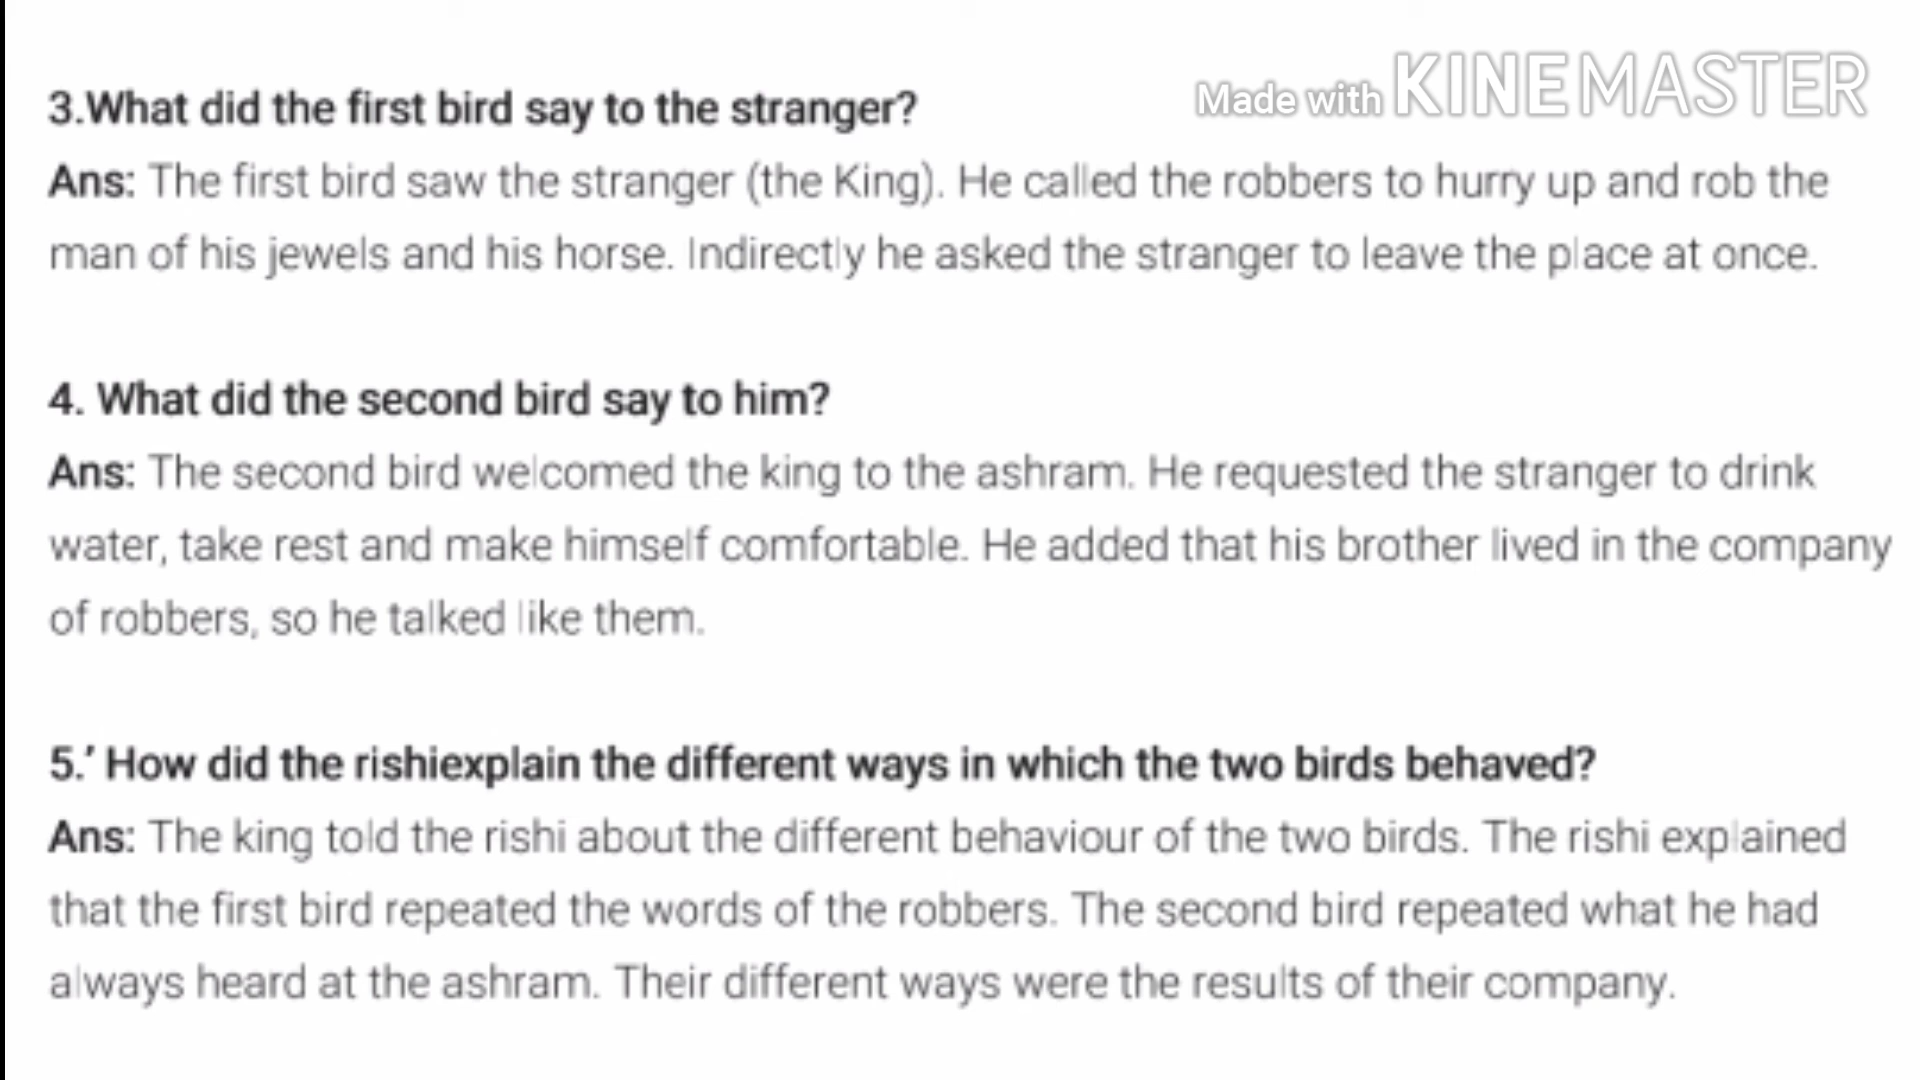 Made with KINEMASTER
3.What did the first bird say to the stranger?
Ans: The first bird saw the stranger (the King). He called the robbers to hurry up and rob the
man of his jewels and his horse. Indirectly he asked the stranger to leave the place at once.
4. What did the second bird say to him?
Ans: The second bird welcomed the king to the ashram. He requested the stranger to drink
water, take rest and make himself comfortable. He added that his brother lived in the company
of robbers, so he talked like them.
5.’ How did the rishiexplain the different ways in which the two birds behaved?
Ans: The king told the rishi about the different behaviour of the two birds. The rishi explained
that the first bird repeated the words of the robbers. The second bird repeated what he had
always heard at the ashram. Their different ways were the results of their company.